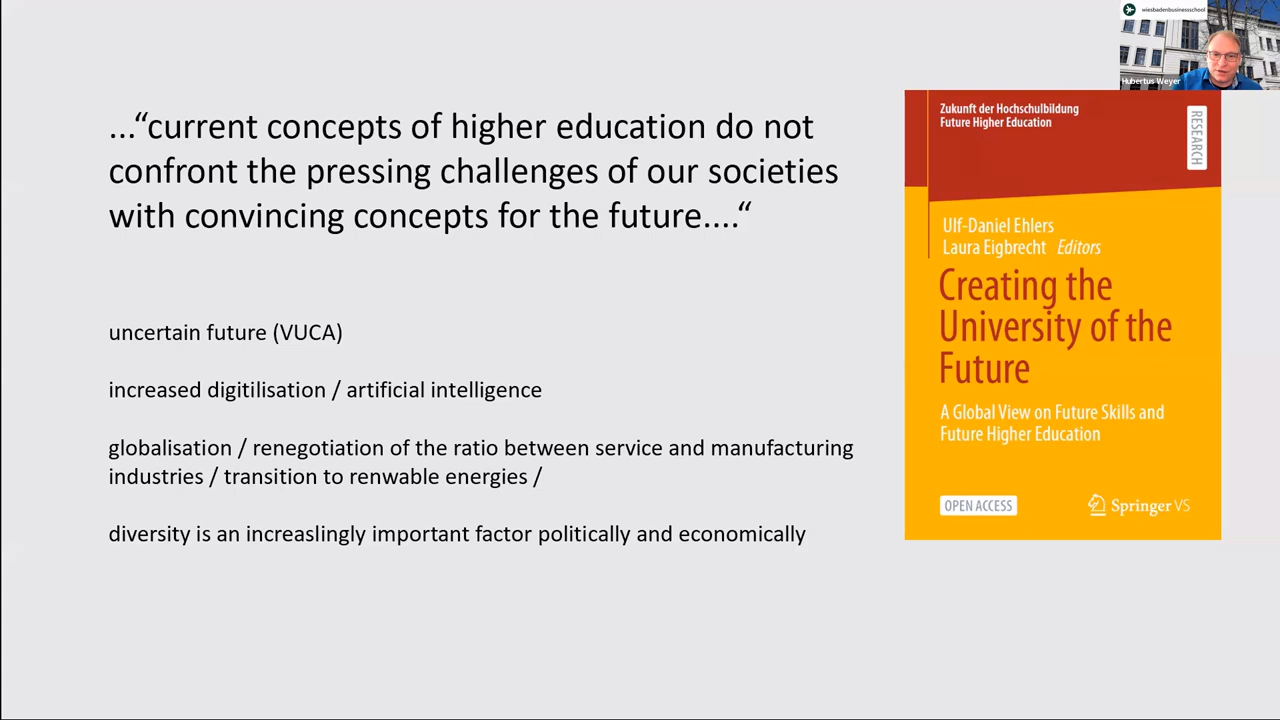 wiesbadenbusinessschool
Hubertus Weyer
...“current concepts of higher education do not
confront the pressing challenges of our societies
with convincing concepts for the future....“
uncertain future (VUCA)
increased digitilisation / artificial intelligence
globalisation / renegotiation of the ratio between service and manufacturing
industries / transition to renwable energies /
diversity is an increaslingly important factor politically and economically
Zukunft der Hochschulbildung
Future Higher Education
RESEARCH
Ulf-Daniel Ehlers
Laura Eigbrecht Editors
Creating the
University of the
Future
A Global View on Future Skills and
Future Higher Education
OPEN ACCESS
Springer VS